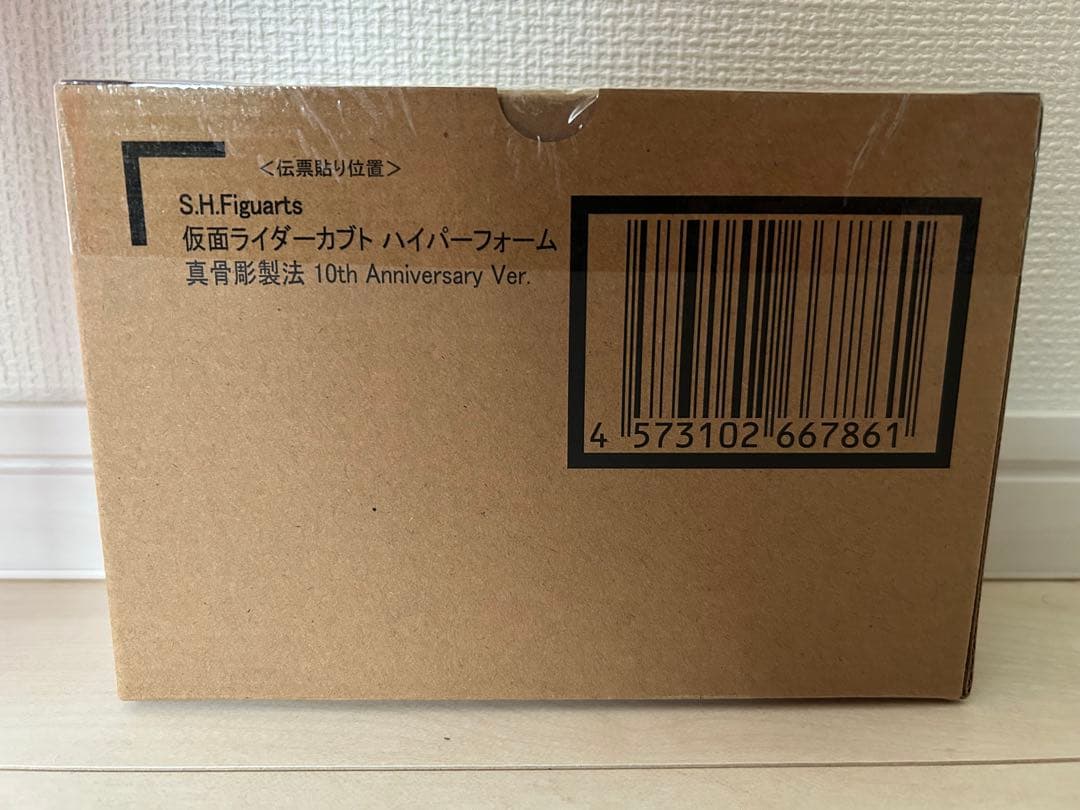 ＜伝票貼り位置＞
S.H.Figuarts
仮面ライダーカブト ハイパーフォーム
真骨彫製法 10th Anniversary Ver.
4 573102 667861